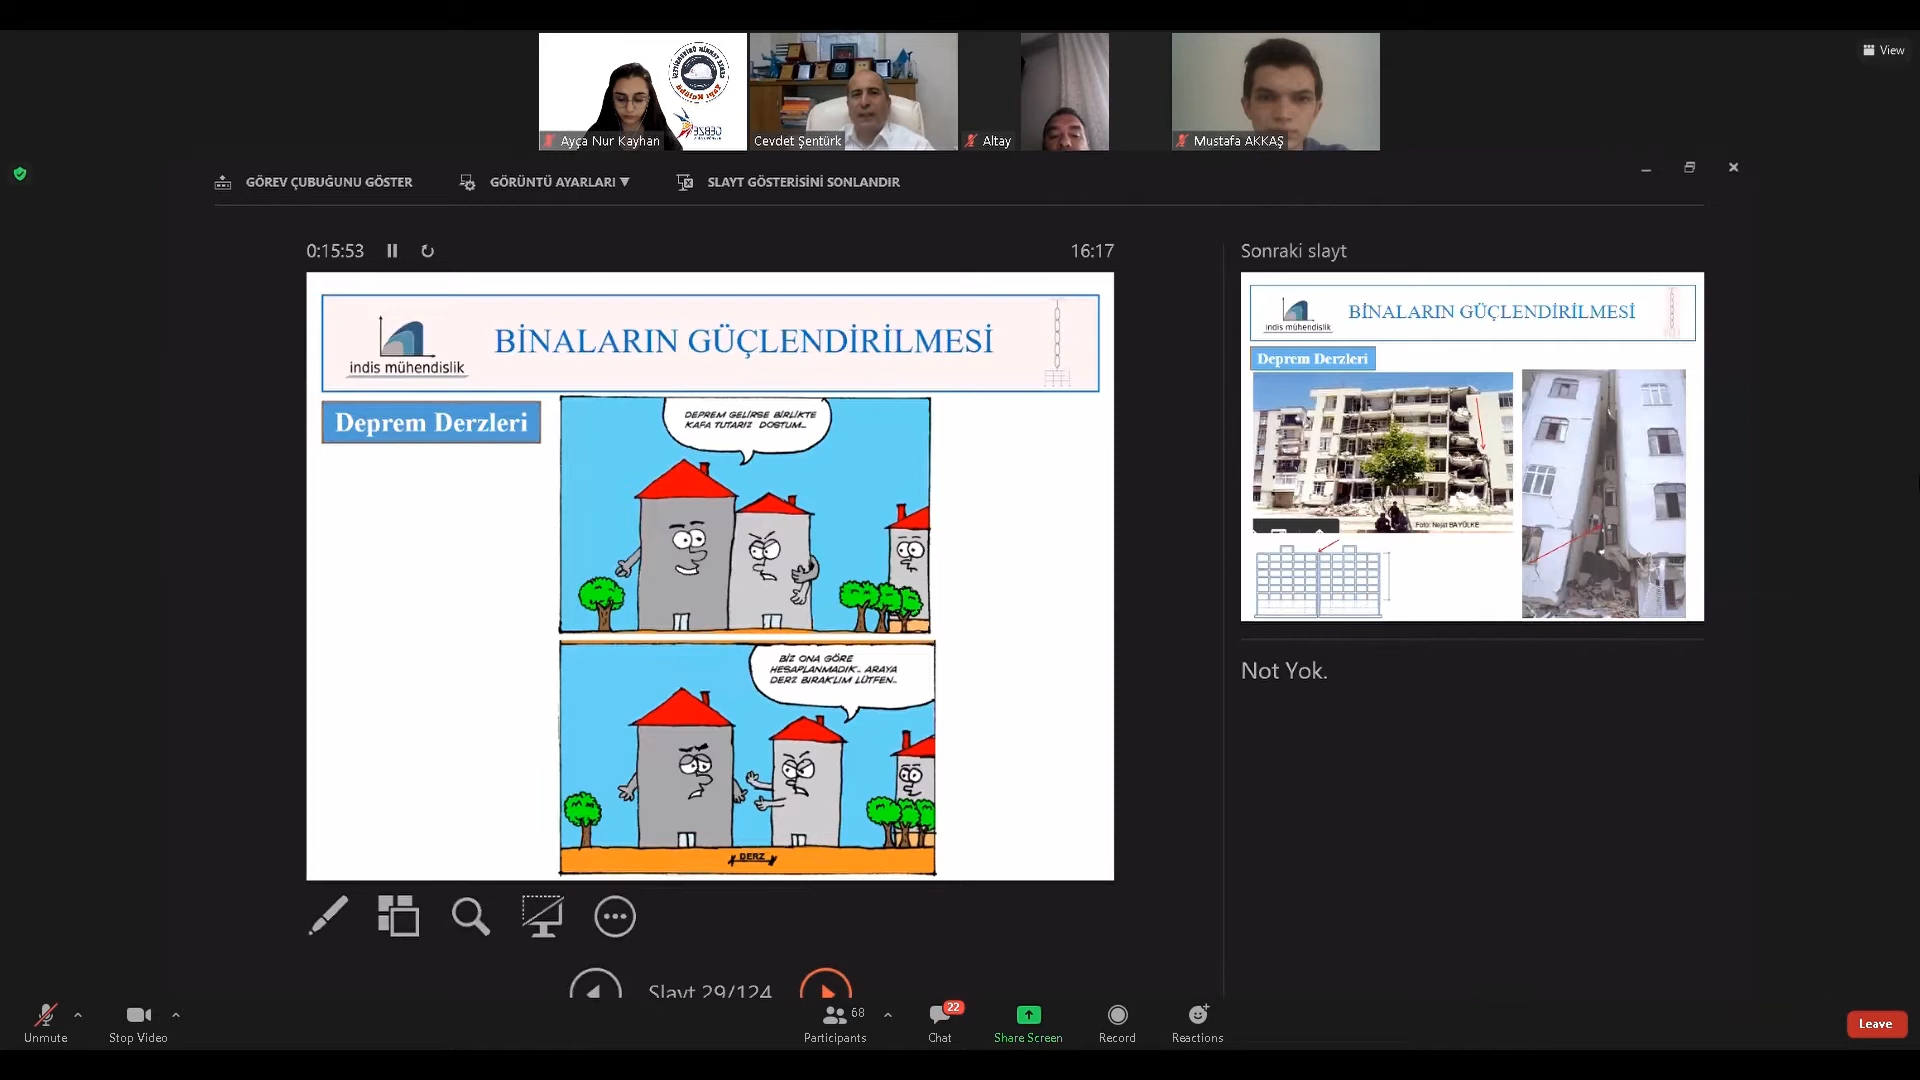 View
Ayça Nur Kayhan
Cevdet Şentürk
Altay
Mustafa AKKAŞ
GÖREV ÇUBUĞUNU GÖSTER
GÖRÜNTÜ AYARLARI ▼
SLAYT GÖSTERİSİNİ SONLANDIR
0:15:53
16:17
indis mühendislik
BİNALARIN GÜÇLENDİRİLMESİ
Deprem Derzleri
DEPREM GELİRSE BİRLİKTE
KAFA TUTARIZ DOSTUM...
BİZ ONA GÖRE
HESAPLANMADIK.. ARAYA
DERZ BIRAKLIM LÜTFEN..
DERZ
Sonraki slayt
indis mühendislik
BİNALARIN GÜÇLENDİRİLMESİ
Deprem Derzleri
Foto: Nejat BAYÜLKE
Not Yok.
Slayt 29/124
Unmute
Stop Video
68
Participants
22
Chat
Share Screen
Record
Reactions
Leave